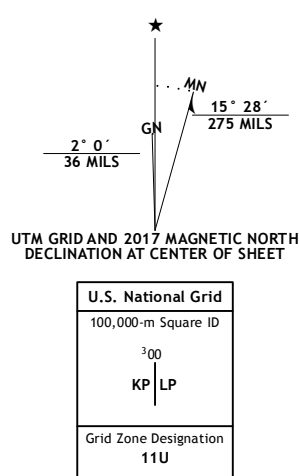 ★
MN
GN
15° 28´
275 MILS
2° 0´
36 MILS
UTM GRID AND 2017 MAGNETIC NORTH
DECLINATION AT CENTER OF SHEET
U.S. National Grid
100,000-m Square ID
³00
KP LP
Grid Zone Designation
11U